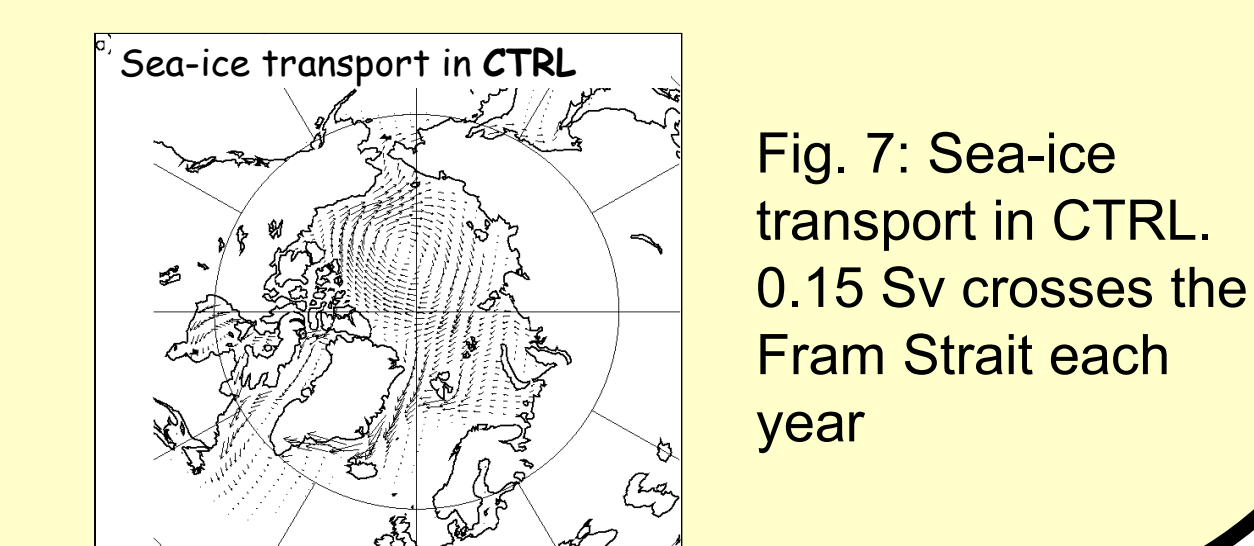 a)
Sea-ice transport in CTRL
Fig. 7: Sea-ice
transport in CTRL.
0.15 Sv crosses the
Fram Strait each
year